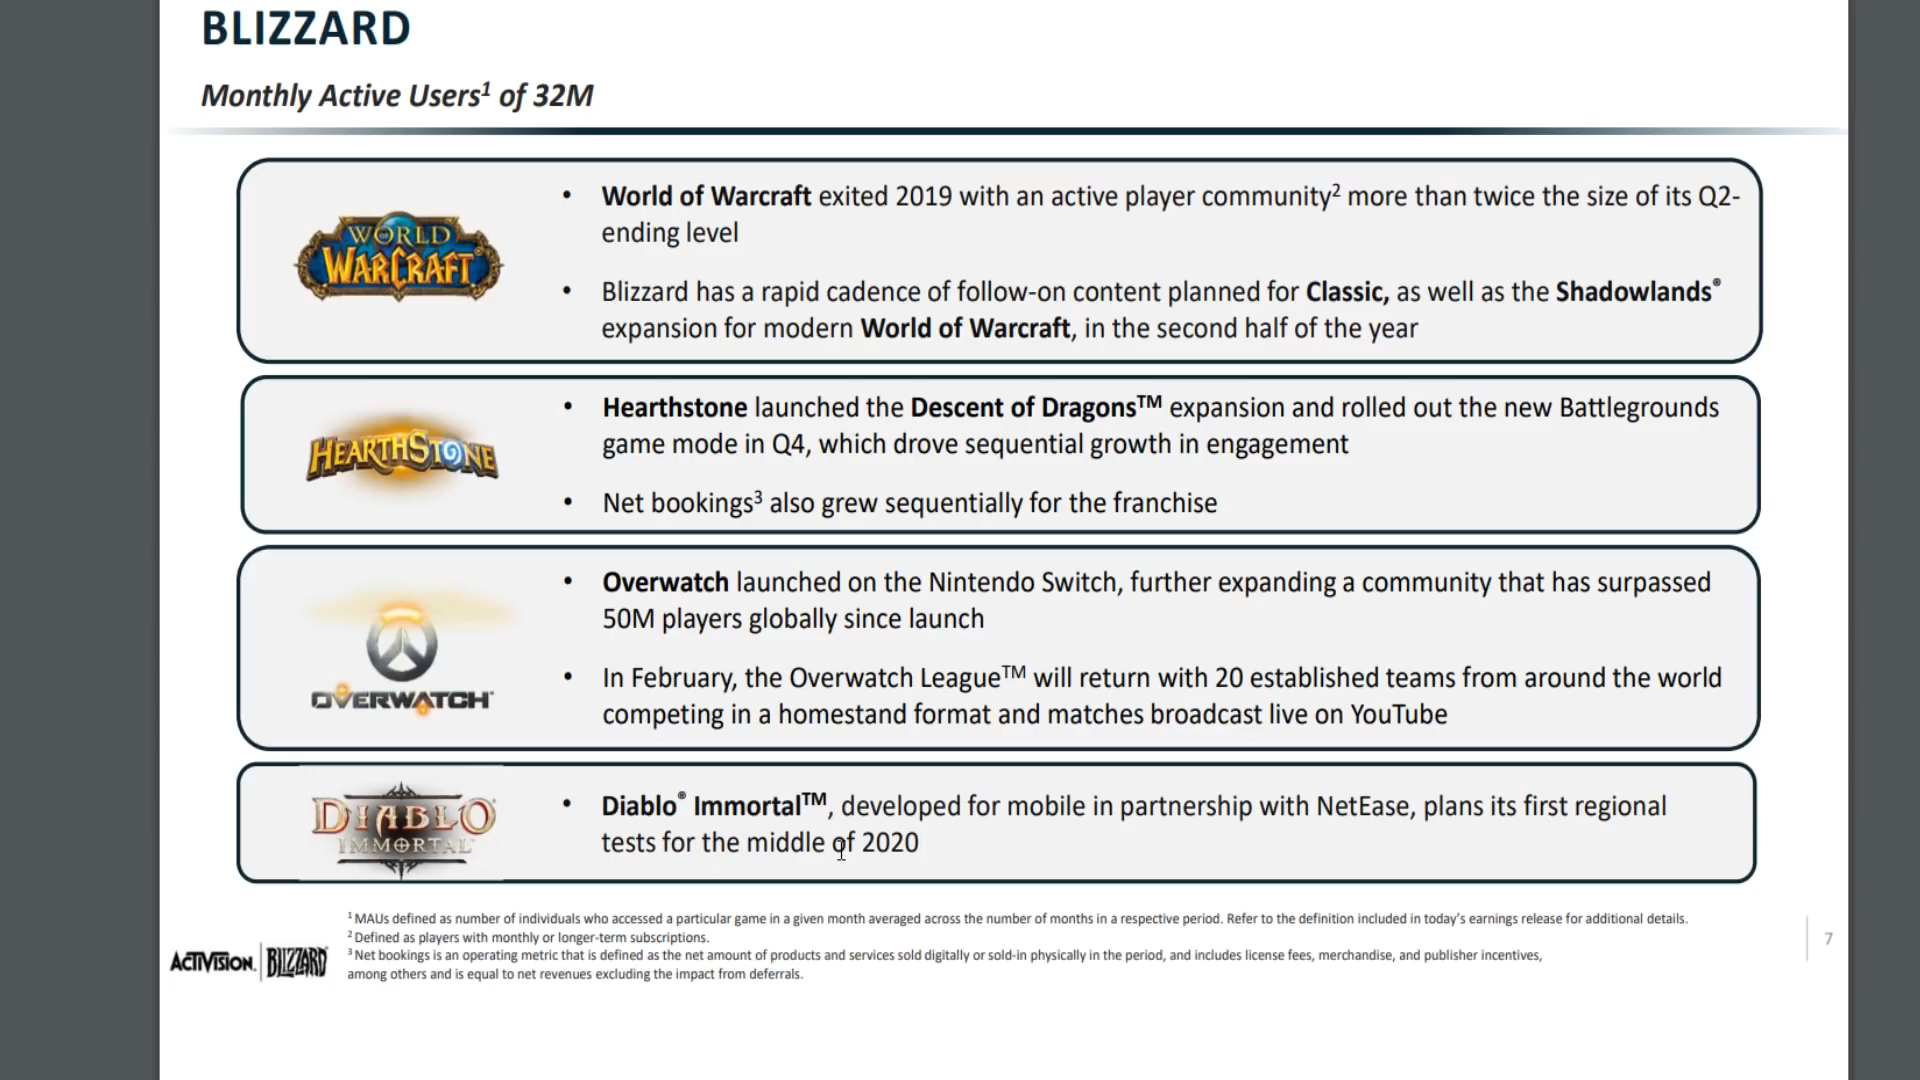 BLIZZARD
Monthly Active Users¹ of 32M
WORLD OF WARCRAFT
• World of Warcraft exited 2019 with an active player community² more than twice the size of its Q2-
ending level
• Blizzard has a rapid cadence of follow-on content planned for Classic, as well as the Shadowlands®
expansion for modern World of Warcraft, in the second half of the year
HEARTHSTONE
• Hearthstone launched the Descent of Dragons™ expansion and rolled out the new Battlegrounds
game mode in Q4, which drove sequential growth in engagement
• Net bookings³ also grew sequentially for the franchise
OVERWATCH
• Overwatch launched on the Nintendo Switch, further expanding a community that has surpassed
50M players globally since launch
• In February, the Overwatch League™ will return with 20 established teams from around the world
competing in a homestand format and matches broadcast live on YouTube
DIABLO
IMMORTAL
• Diablo® Immortal™, developed for mobile in partnership with NetEase, plans its first regional
tests for the middle of 2020
¹ MAUs defined as number of individuals who accessed a particular game in a given month averaged across the number of months in a respective period. Refer to the definition included in today's earnings release for additional details.
² Defined as players with monthly or longer-term subscriptions.
³ Net bookings is an operating metric that is defined as the net amount of products and services sold digitally or sold-in physically in the period, and includes license fees, merchandise, and publisher incentives,
among others and is equal to net revenues excluding the impact from deferrals.
ACTIVISION. BLIZZARD
7